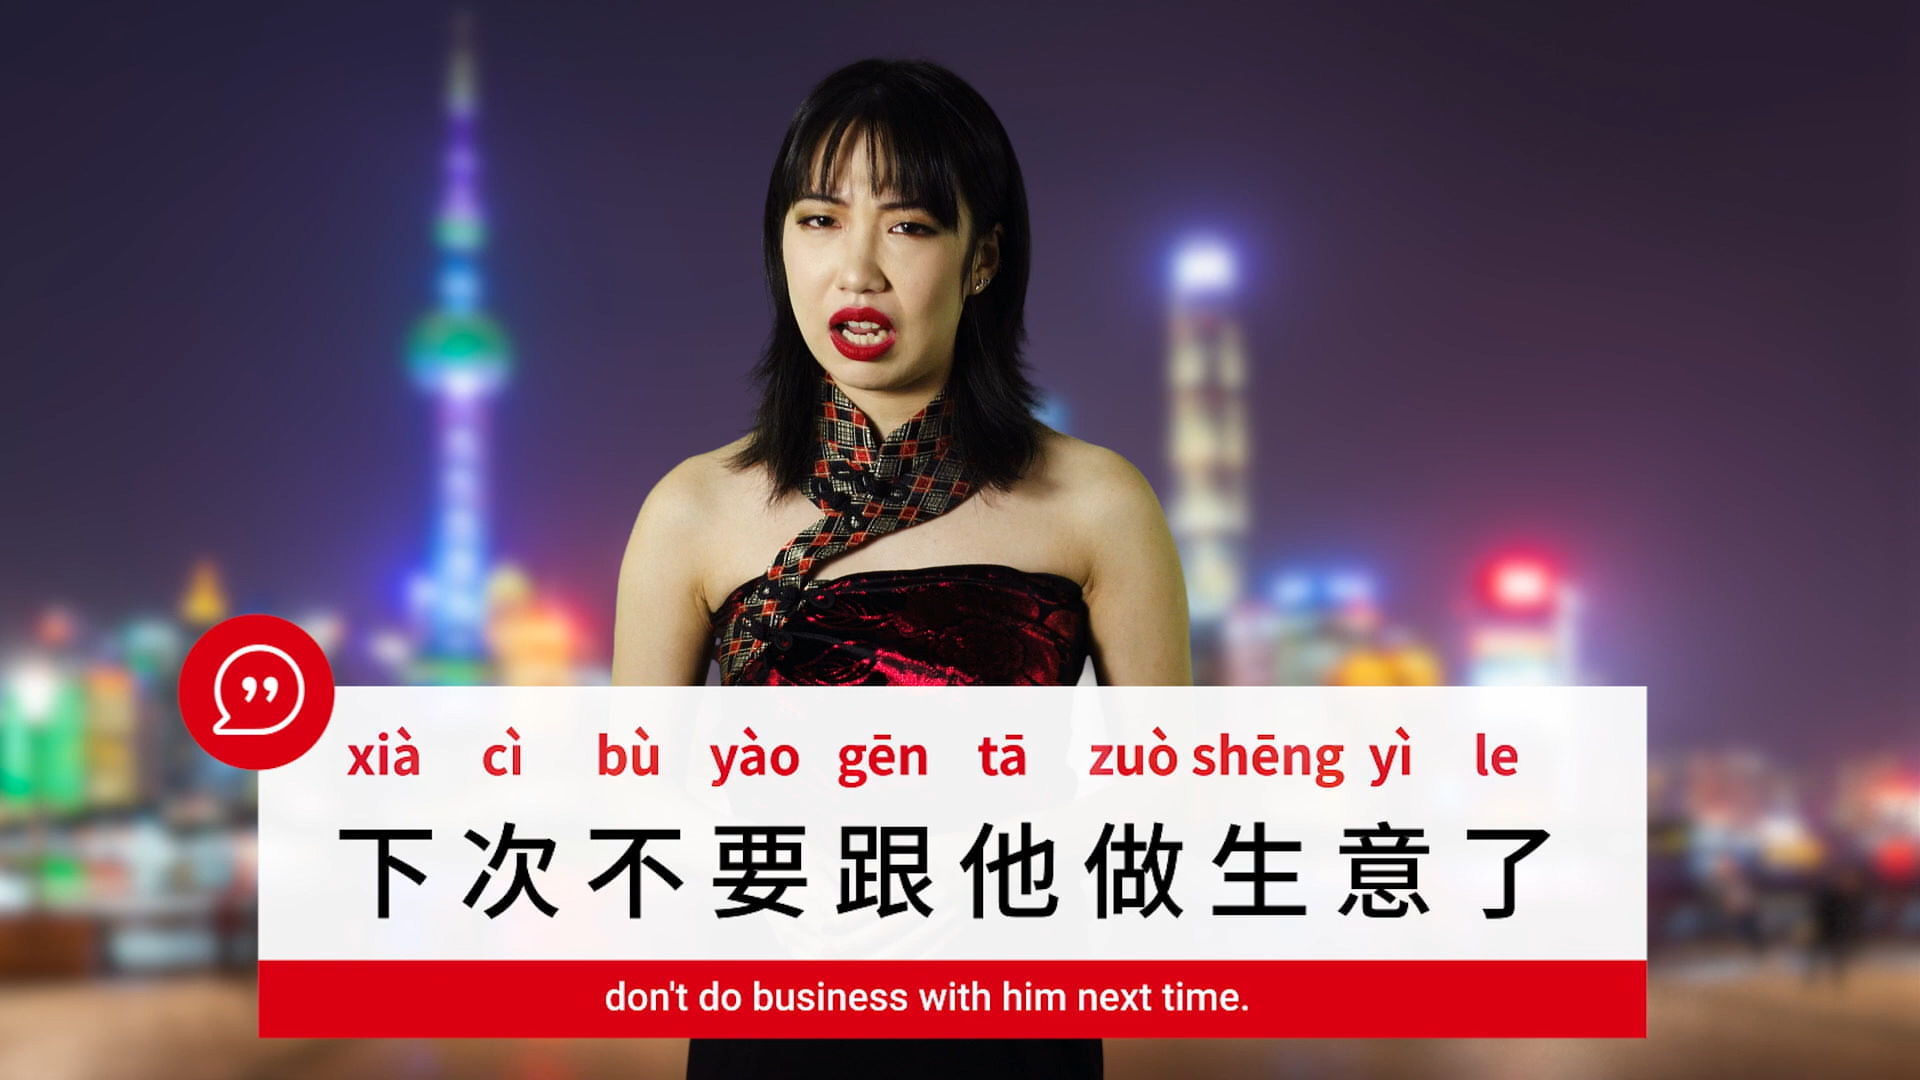 xià cì bù yào gēn tā zuò shēng yì le
下次不要跟他做生意了
don't do business with him next time.